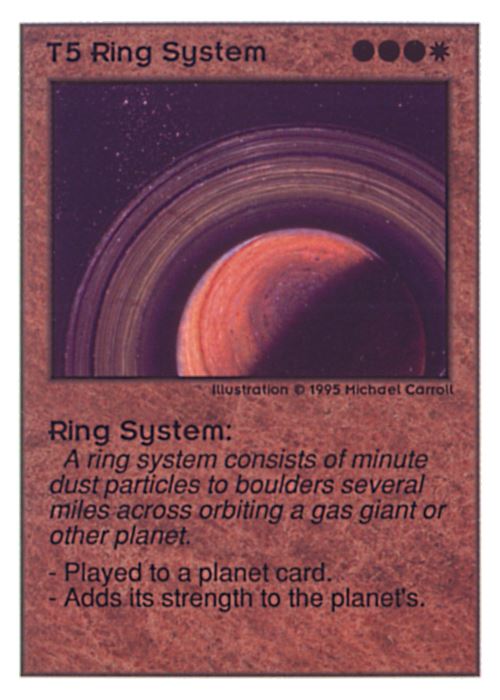 T5 Ring System
Illustration © 1995 Michael Carroll
Ring System:
A ring system consists of minute
dust particles to boulders several
miles across orbiting a gas giant or
other planet.
- Played to a planet card.
- Adds its strength to the planet's.